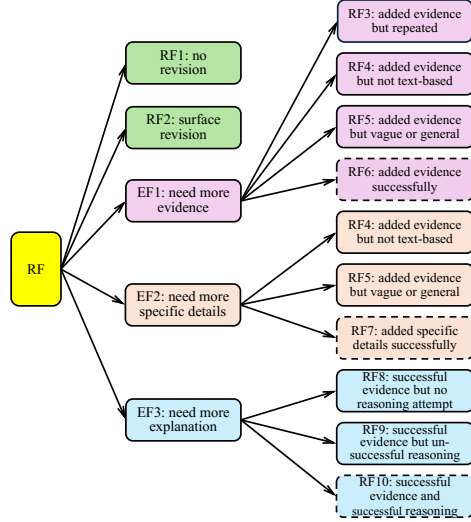 RF
RF1: no
revision
RF2: surface
revision
EF1: need more
evidence
EF2: need more
specific details
EF3: need more
explanation
RF3: added evidence
but repeated
RF4: added evidence
but not text-based
RF5: added evidence
but vague or general
RF6: added evidence
successfully
RF4: added evidence
but not text-based
RF5: added evidence
but vague or general
RF7: added specific
details successfully
RF8: successful
evidence but no
reasoning attempt
RF9: successful
evidence but un-
successful reasoning
RF10: successful
evidence and
successful reasoning